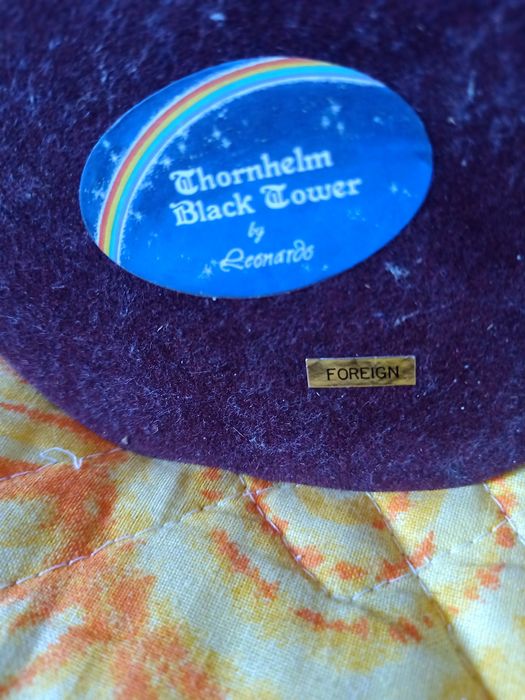 Thornhelm
Black Tower
by
Leonardo
FOREIGN